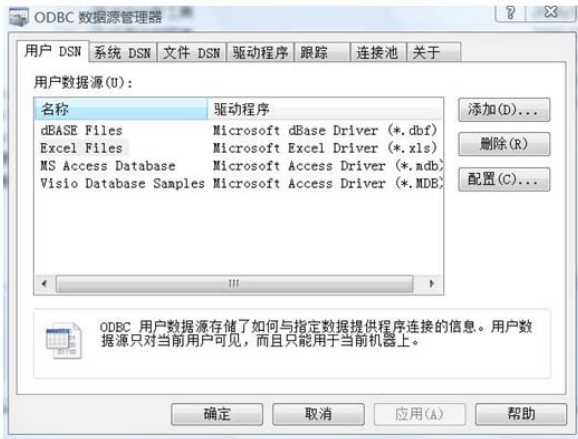 ODBC 数据源管理器
用户 DSN 系统 DSN 文件 DSN 驱动程序 跟踪 连接池 关于
用户数据源(U):
名称 驱动程序
添加(D)...
dBASE Files Microsoft dBase Driver (*.dbf)
Excel Files Microsoft Excel Driver (*.xls)
删除(R)
MS Access Database Microsoft Access Driver (*.mdb)
Visio Database Samples Microsoft Access Driver (*.MDB)
配置(C)...
ODBC 用户数据源存储了如何与指定数据提供程序连接的信息。用户数
据源只对当前用户可见，而且只能用于当前机器上。
确定 取消 应用(A) 帮助